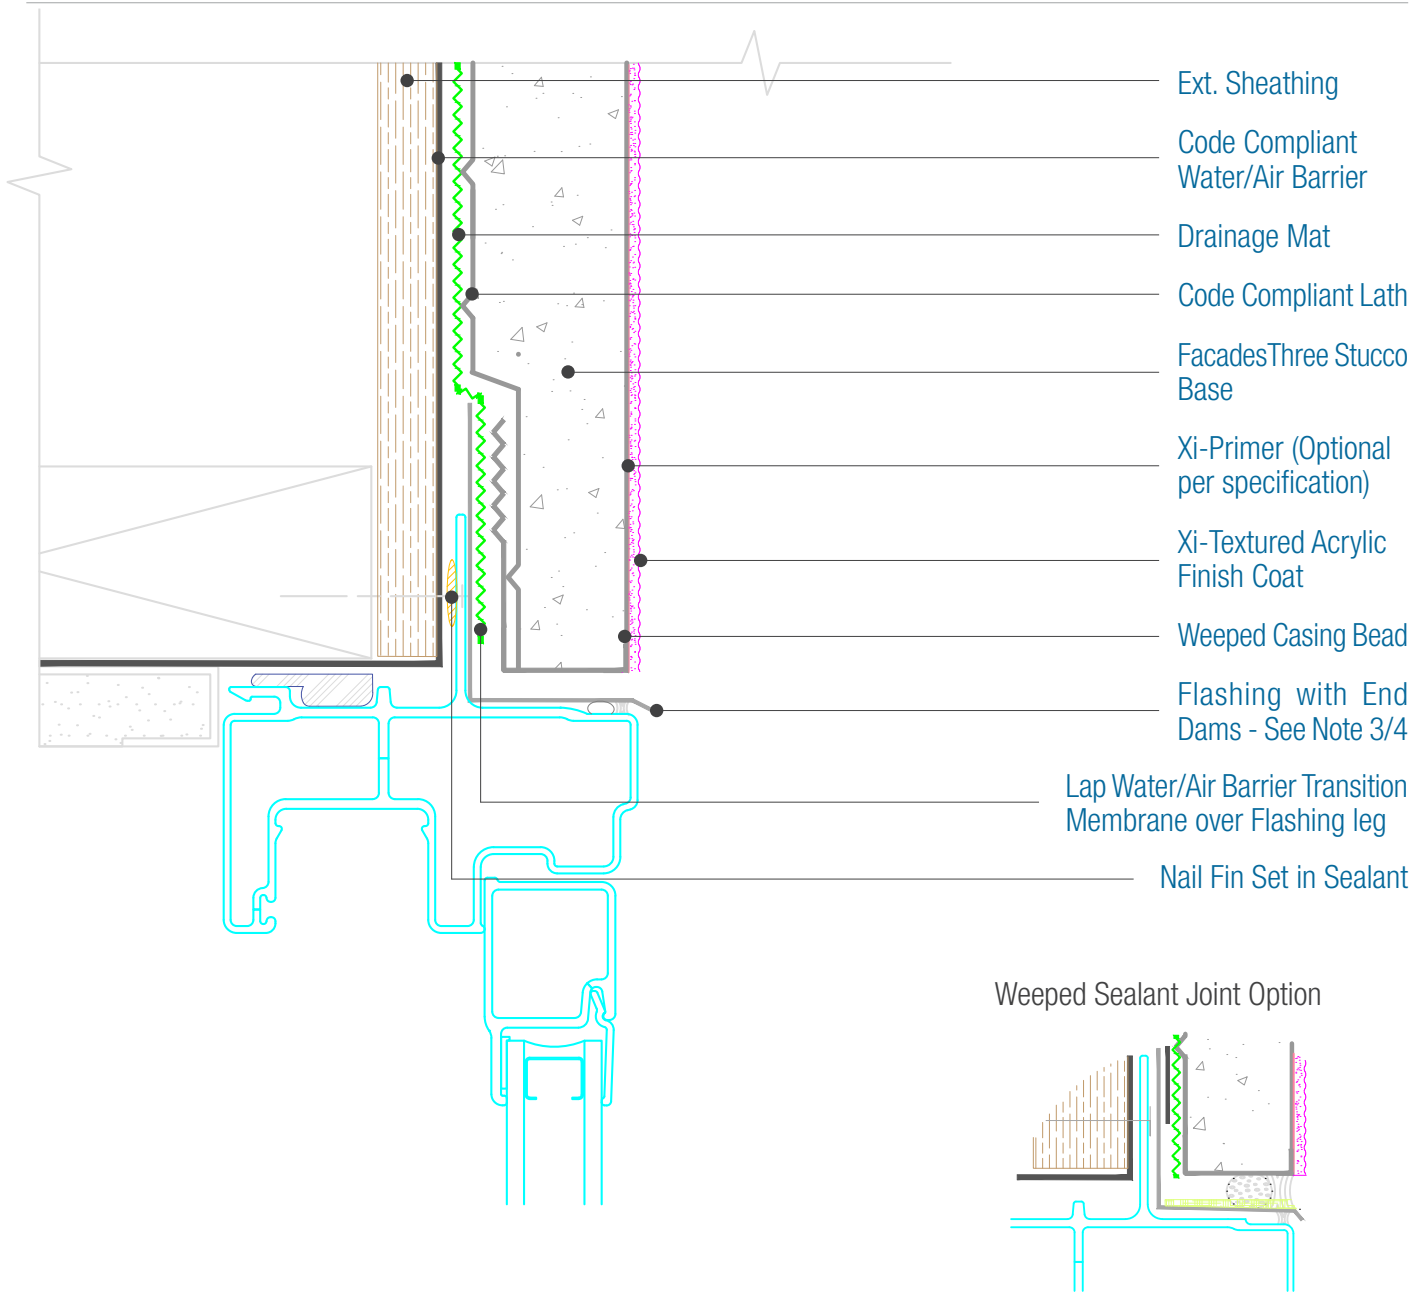 Ext. Sheathing
Code Compliant
Water/Air Barrier
Drainage Mat
Code Compliant Lath
FacadesThree Stucco
Base
Xi-Primer (Optional
per specification)
Xi-Textured Acrylic
Finish Coat
Weeped Casing Bead
Flashing with End
Dams - See Note 3/4
Lap Water/Air Barrier Transition
Membrane over Flashing leg
Nail Fin Set in Sealant
Weeped Sealant Joint Option